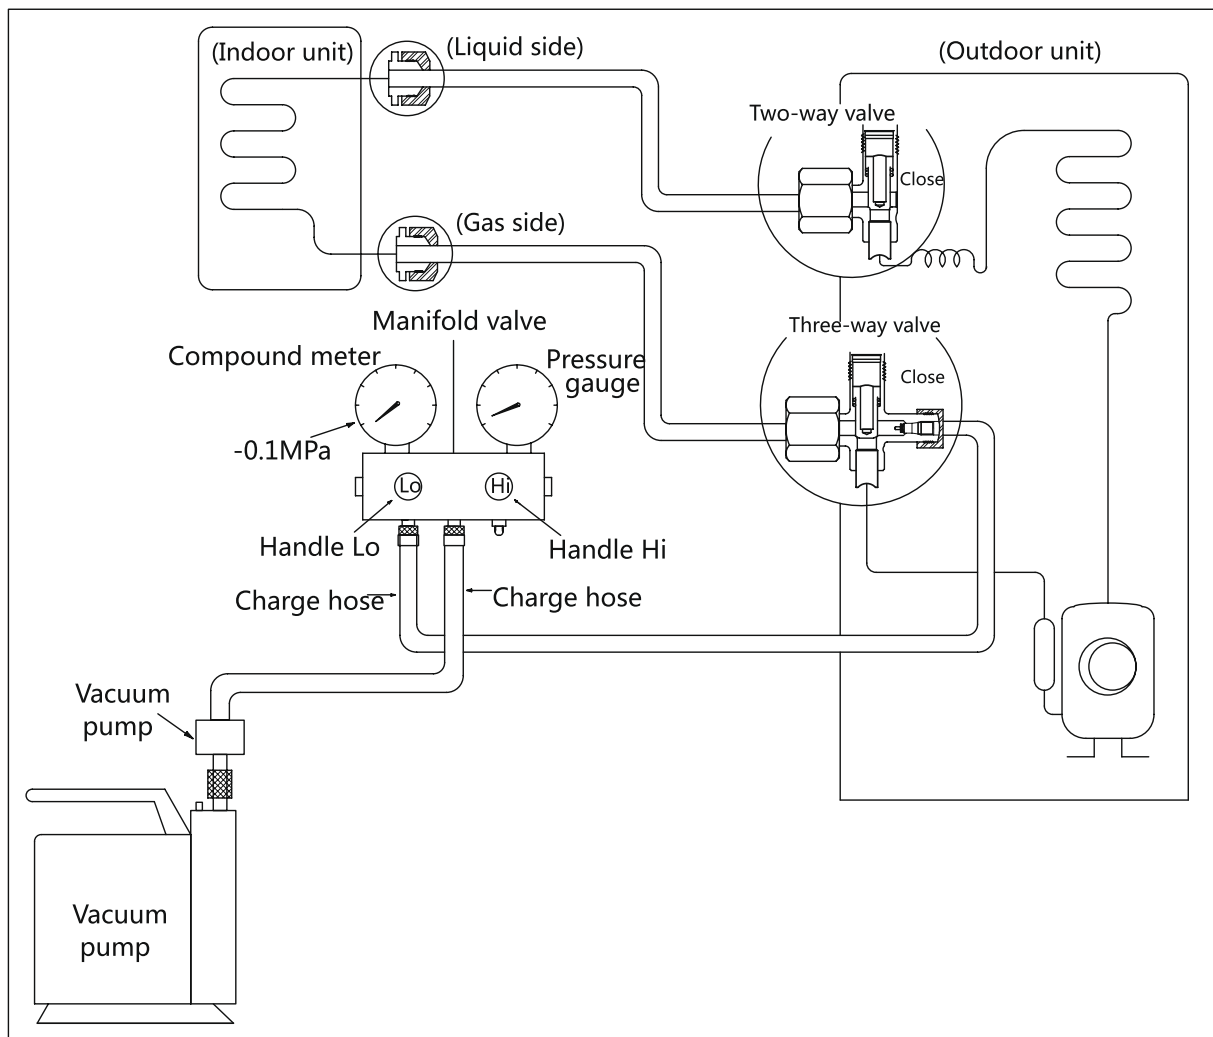 (Indoor unit)
(Liquid side)
(Outdoor unit)
Two-way valve
Close
(Gas side)
Manifold valve
Three-way valve
Compound meter
Pressure
gauge
Close
-0.1MPa
Lo
Hi
Handle Lo
Handle Hi
Charge hose
Charge hose
Vacuum
pump
Vacuum
pump